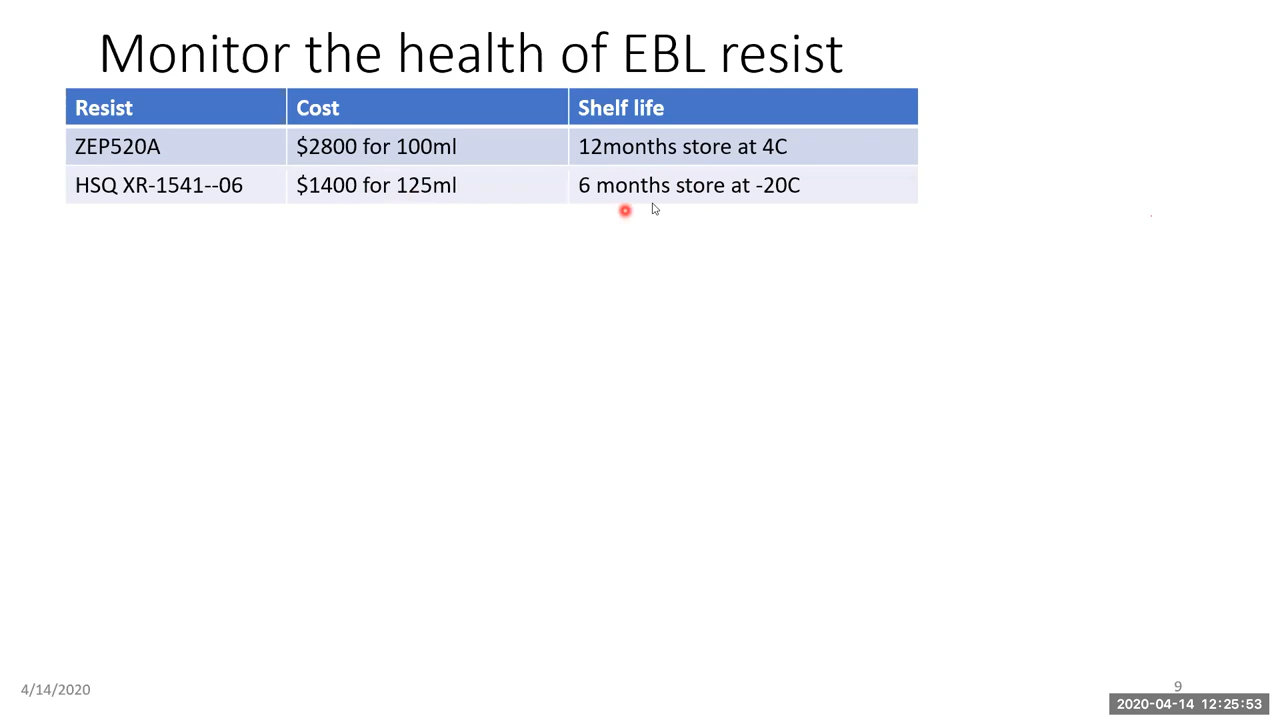 Monitor the health of EBL resist
Resist Cost Shelf life
ZEP520A $2800 for 100ml 12months store at 4C
HSQ XR-1541--06 $1400 for 125ml 6 months store at -20C
4/14/2020
9
2020-04-14 12:25:53